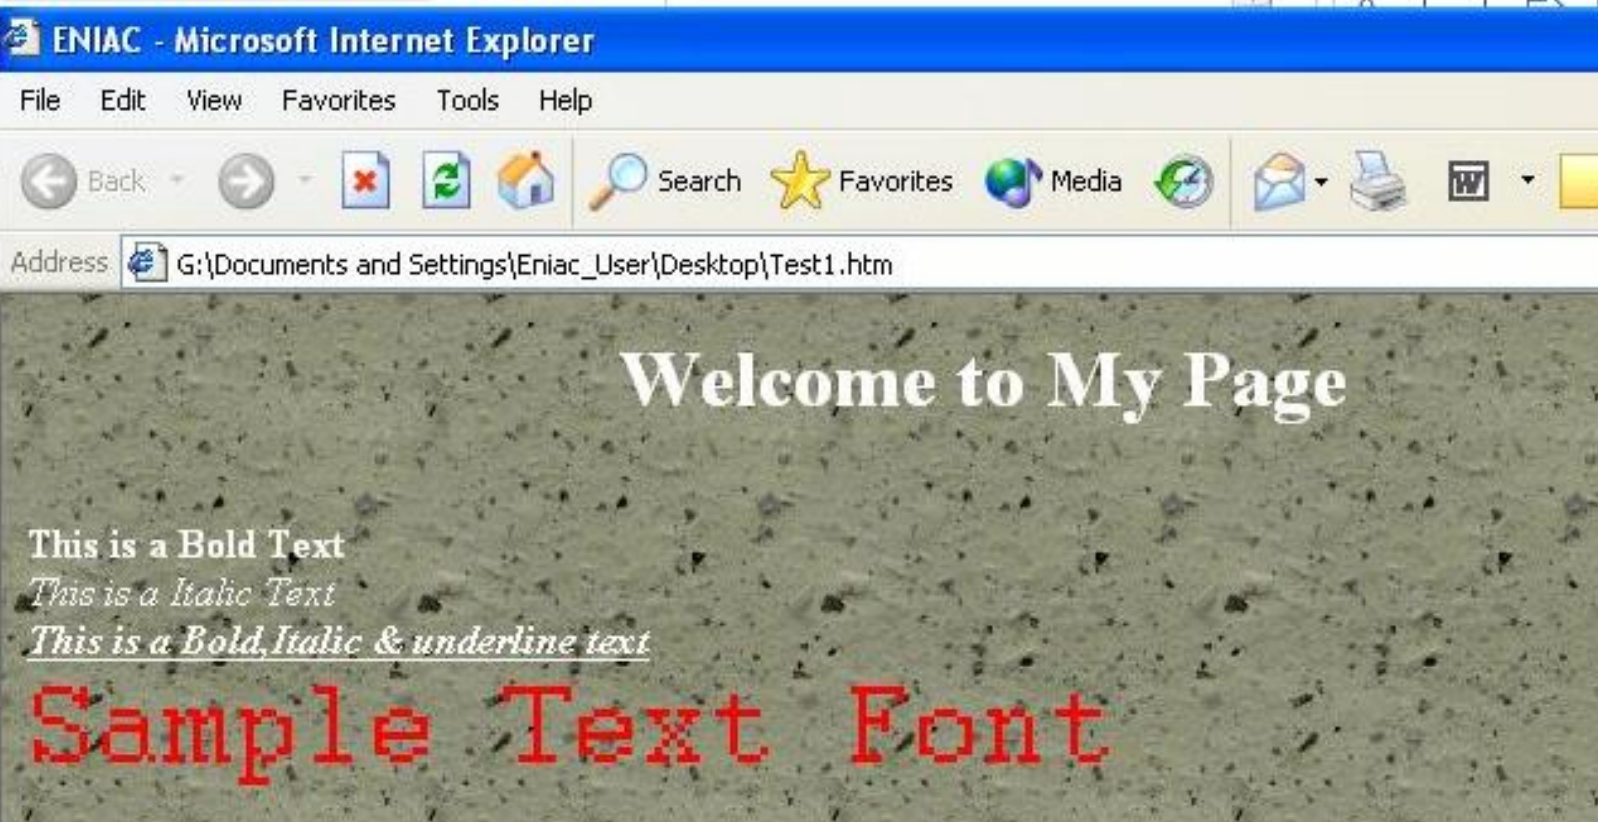 ENIAC - Microsoft Internet Explorer
File Edit View Favorites Tools Help
Back Search Favorites Media W
Address G:\Documents and Settings\Eniac_User\Desktop\Test1.htm
Welcome to My Page
This is a Bold Text
This is a Italic Text
This is a Bold,Italic & underline text
Sample Text Font